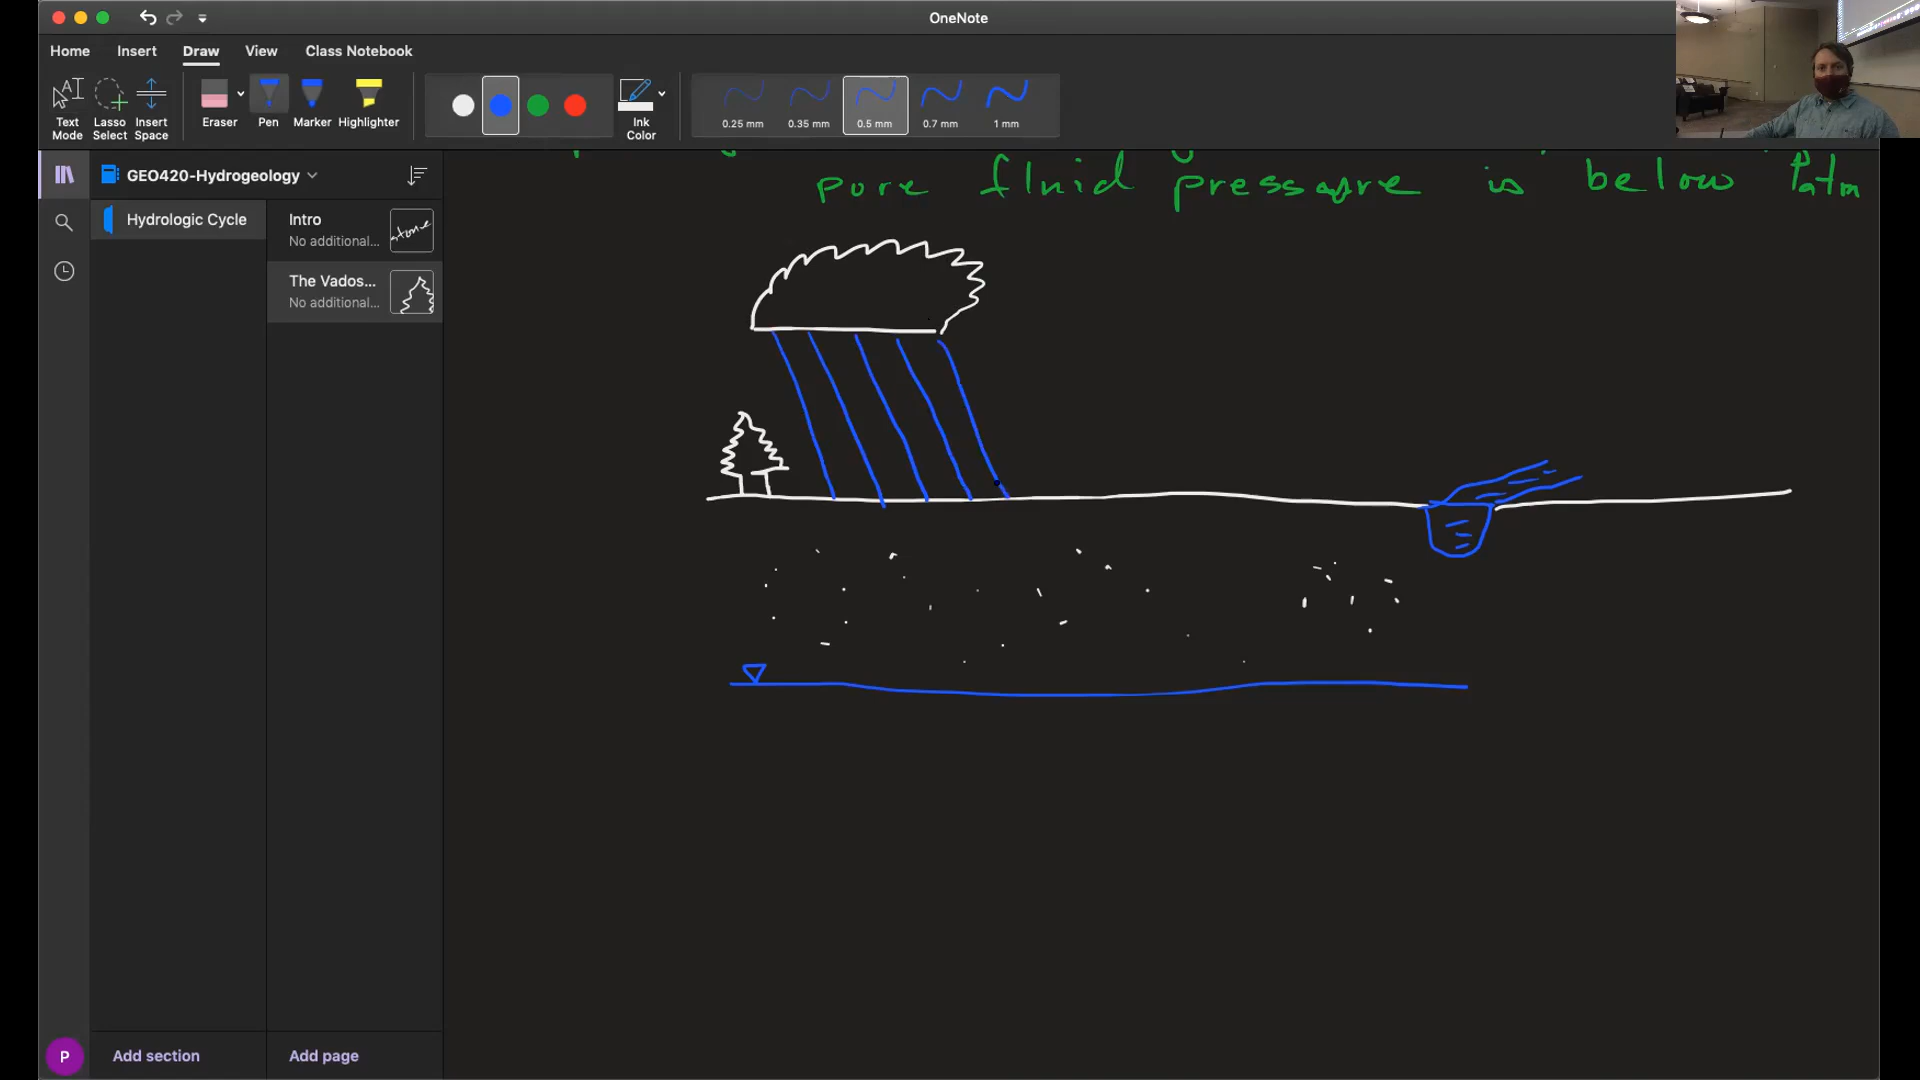 OneNote
Home Insert Draw View Class Notebook
Text Mode
Lasso Select
Insert Space
Eraser
Pen
Marker
Highlighter
Ink Color
0.25 mm
0.35 mm
0.5 mm
0.7 mm
1 mm
GEO420-Hydrogeology
Hydrologic Cycle
Intro
No additional...
The Vados...
No additional...
pore fluid pressure is below Patm
P
Add section
Add page